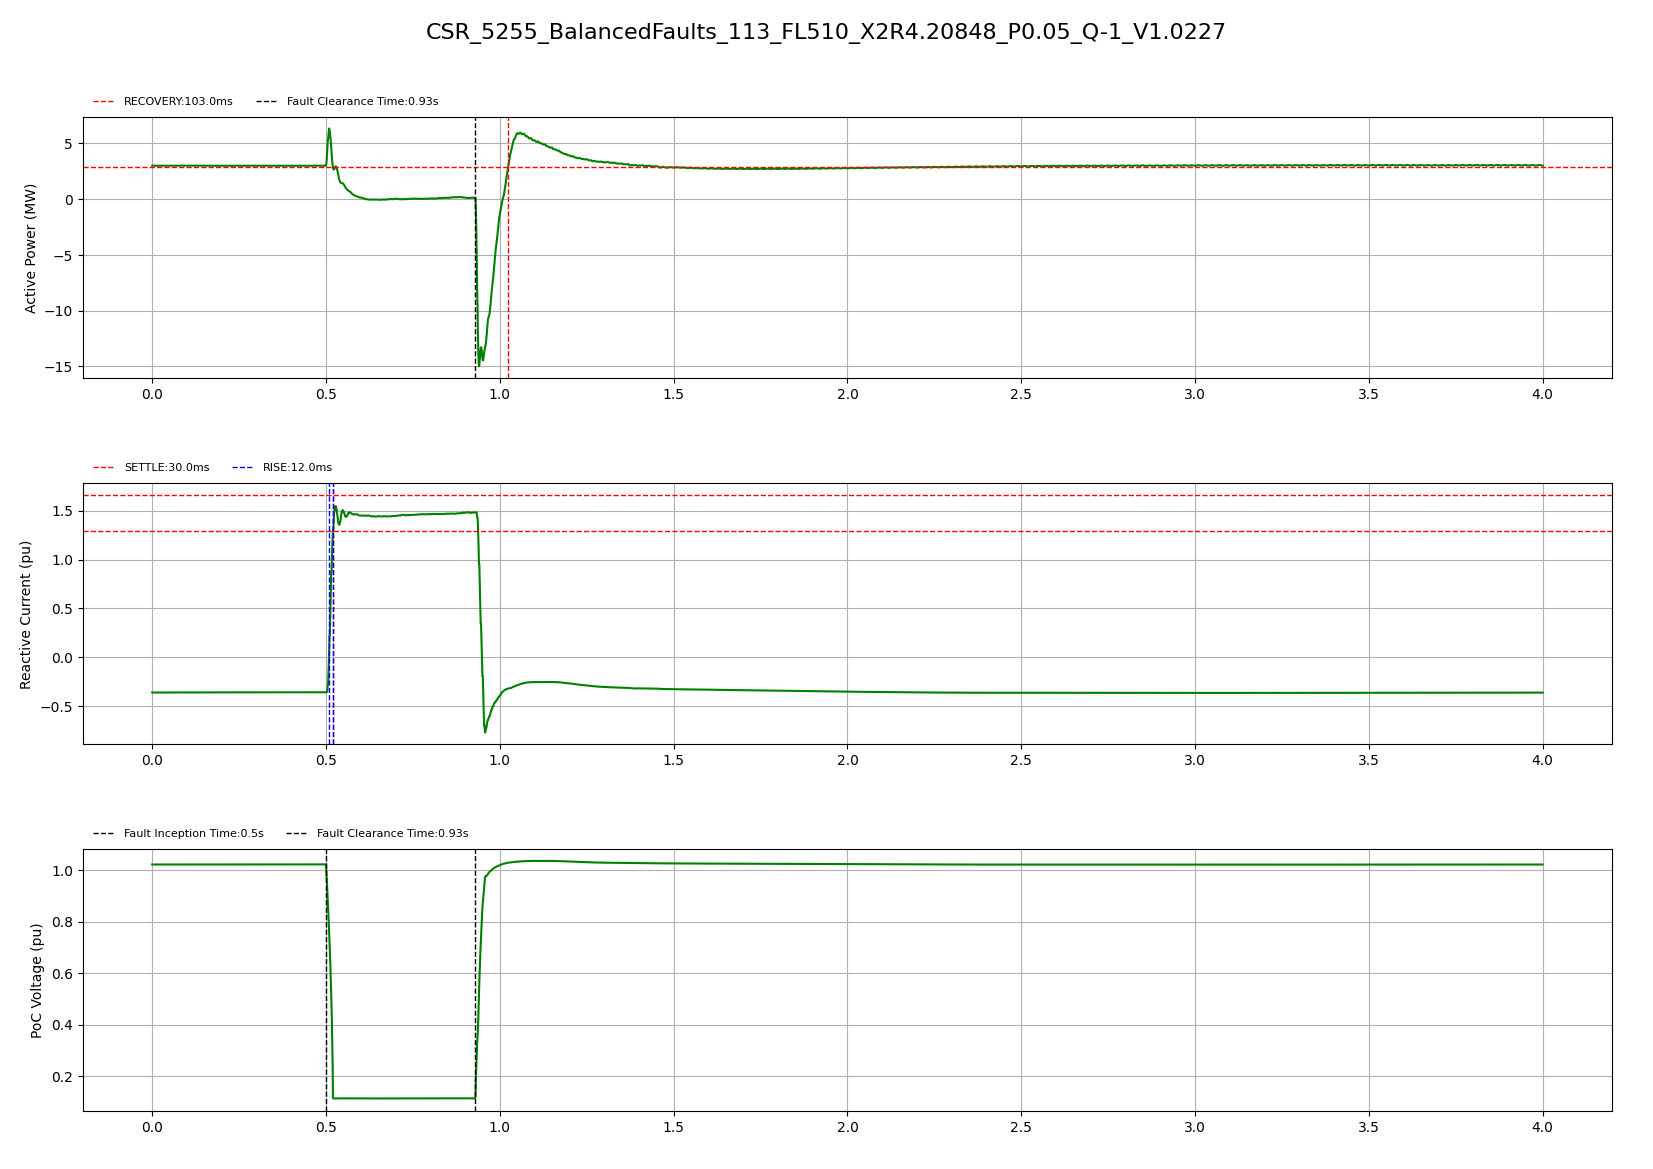 CSR_5255_BalancedFaults_113_FL510_X2R4.20848_P0.05_Q-1_V1.0227
RECOVERY:103.0ms Fault Clearance Time:0.93s
Active Power (MW)
5
0
−5
−10
−15
0.0 0.5 1.0 1.5 2.0 2.5 3.0 3.5 4.0
SETTLE:30.0ms RISE:12.0ms
Reactive Current (pu)
1.5
1.0
0.5
0.0
−0.5
0.0 0.5 1.0 1.5 2.0 2.5 3.0 3.5 4.0
Fault Inception Time:0.5s Fault Clearance Time:0.93s
PoC Voltage (pu)
1.0
0.8
0.6
0.4
0.2
0.0 0.5 1.0 1.5 2.0 2.5 3.0 3.5 4.0